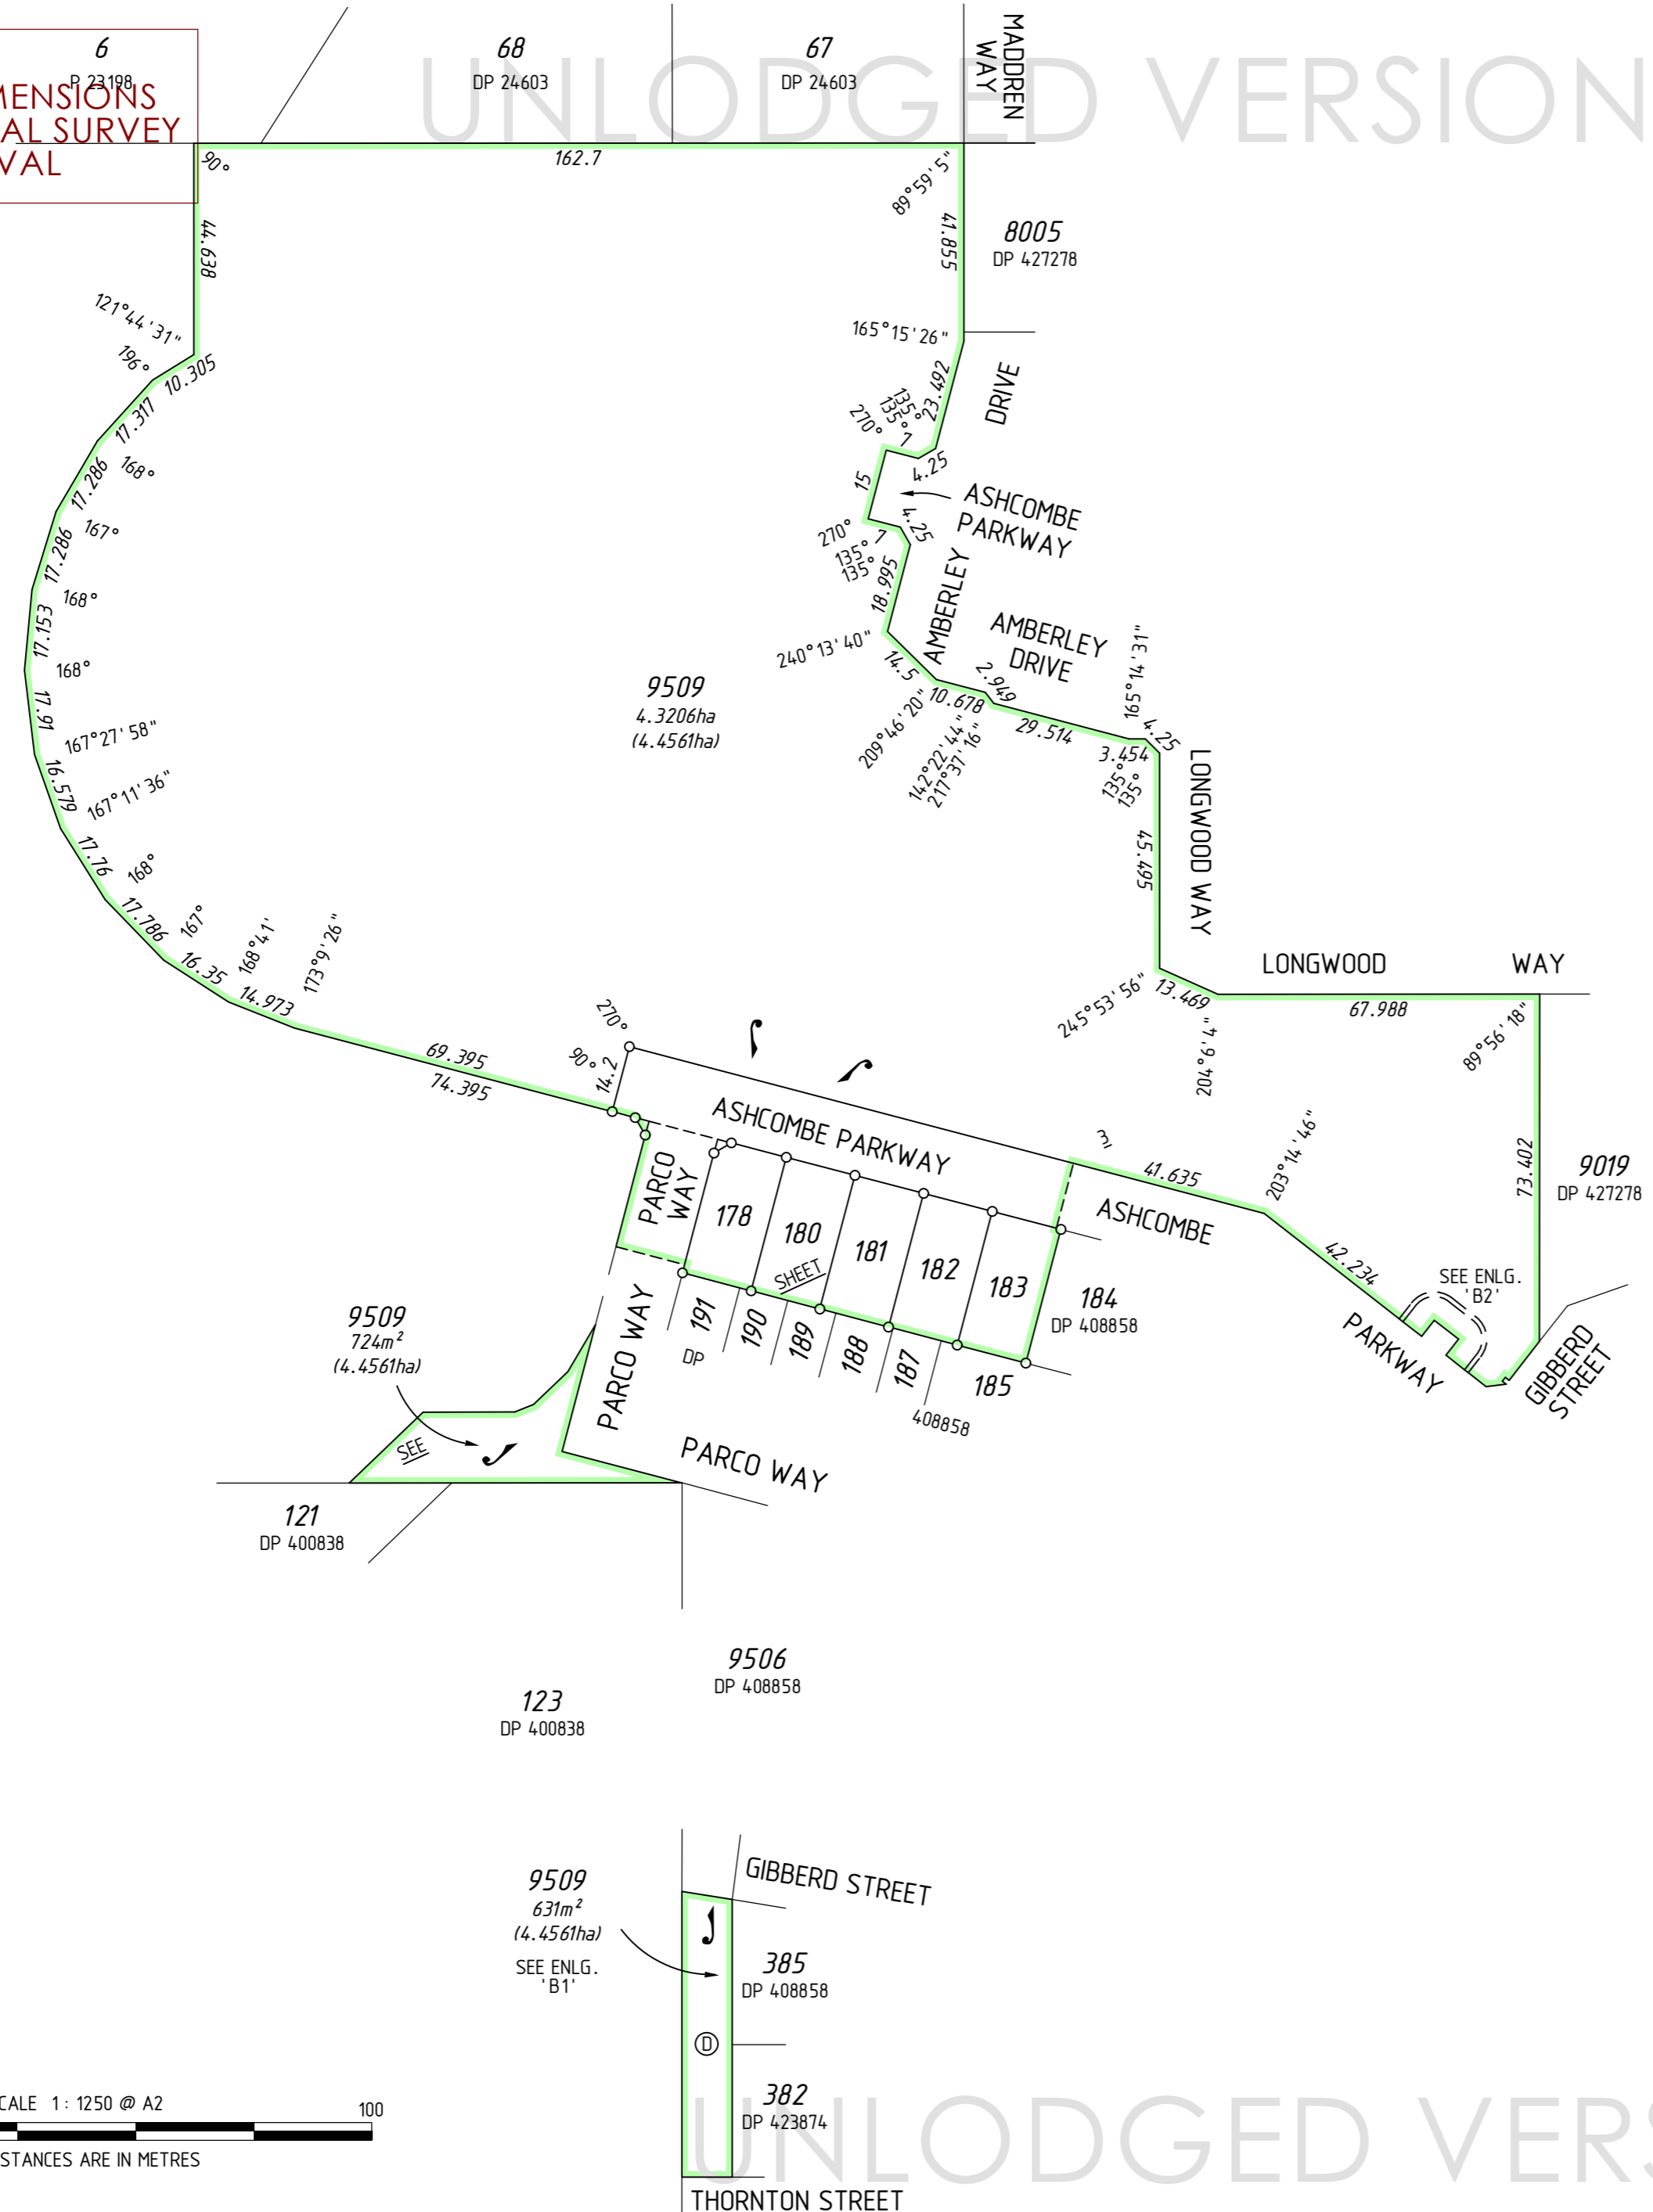 UNLODGED VERSION
6
P 23198
MENSIONS
AL SURVEY
VAL
68
DP 24603
67
DP 24603
MADDREN
WAY
90°
162.7
89°59'5"
44.638
41.855
8005
DP 427278
121°44'31"
196°
10.305
165°15'26"
23.492
DRIVE
17.317
168°
135°
135°
270°
7
4.25
17.286
167°
15
ASHCOMBE
PARKWAY
17.286
168°
4.25
270°
7
135°
135°
18.995
AMBERLEY
17.153
168°
AMBERLEY
DRIVE
240°13'40"
14.5
2.949
165°14'31"
9509
4.3206ha
(4.4561ha)
17.91
167°27'58"
10.678
209°46'20"
142°22'44"
217°37'16"
29.514
4.25
3.454
135°
135°
LONGWOOD WAY
16.579
167°11'36"
17.76
168°
45.495
17.786
167°
16.35
168°41'
14.973
173°9'26"
LONGWOOD
WAY
245°53'56"
13.469
67.988
204°9'4"
89°56'18"
270°
69.395
74.395
90°
14.2
ASHCOMBE PARKWAY
3
41.635
203°14'46"
73.402
9019
DP 427278
PARCO
WAY
178
180
181
182
183
ASHCOMBE
SHEET
184
DP 408858
42.234
SEE ENLG.
'B2'
PARKWAY
GIBBERD
STREET
9509
724m²
(4.4561ha)
PARCO WAY
191
190
189
188
187
185
DP
408858
SEE
PARCO WAY
121
DP 400838
9506
DP 408858
123
DP 400838
9509
631m²
(4.4561ha)
SEE ENLG.
'B1'
GIBBERD STREET
385
DP 408858
D
382
DP 423874
CALE 1 : 1250 @ A2
100
STANCES ARE IN METRES
UNLODGED VERS
THORNTON STREET